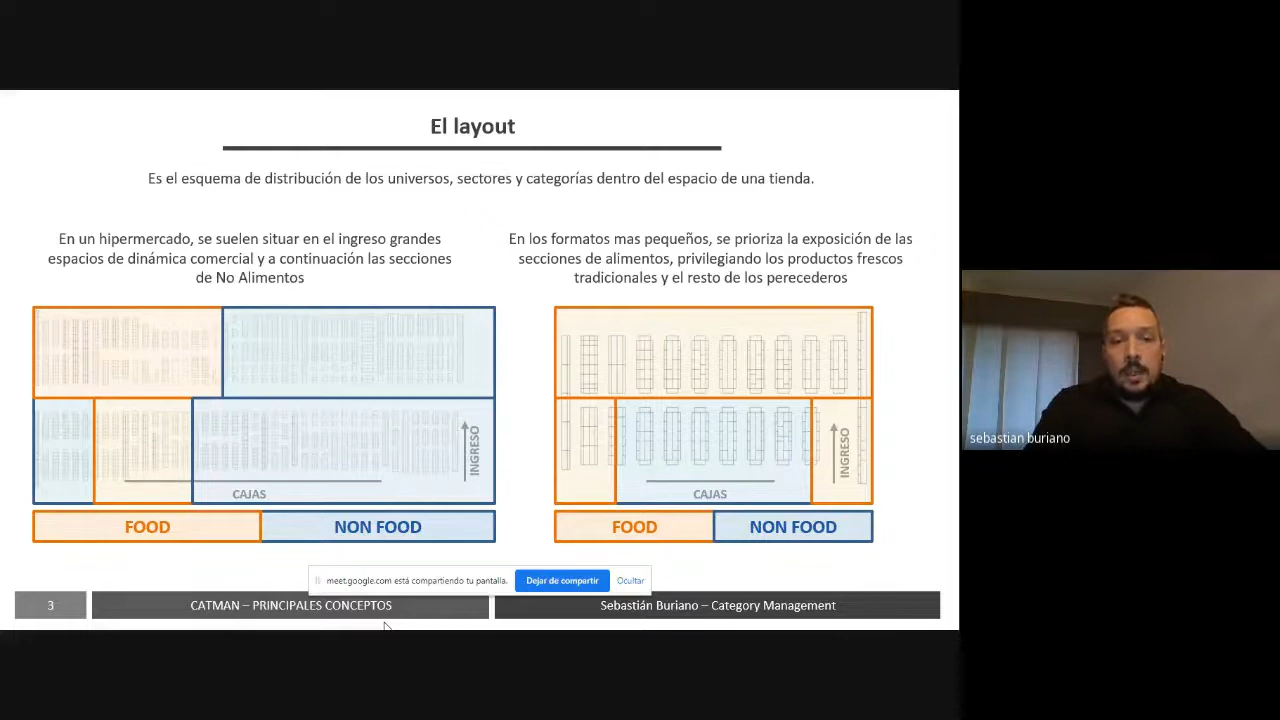 El layout
Es el esquema de distribución de los universos, sectores y categorías dentro del espacio de una tienda.
En un hipermercado, se suelen situar en el ingreso grandes
espacios de dinámica comercial y a continuación las secciones
de No Alimentos
En los formatos mas pequeños, se prioriza la exposición de las
secciones de alimentos, privilegiando los productos frescos
tradicionales y el resto de los perecederos
INGRESO
CAJAS
FOOD
NON FOOD
INGRESO
CAJAS
FOOD
NON FOOD
meet.google.com está compartiendo tu pantalla.
Dejar de compartir
Ocultar
3
CATMAN – PRINCIPALES CONCEPTOS
Sebastián Buriano – Category Management
sebastian buriano